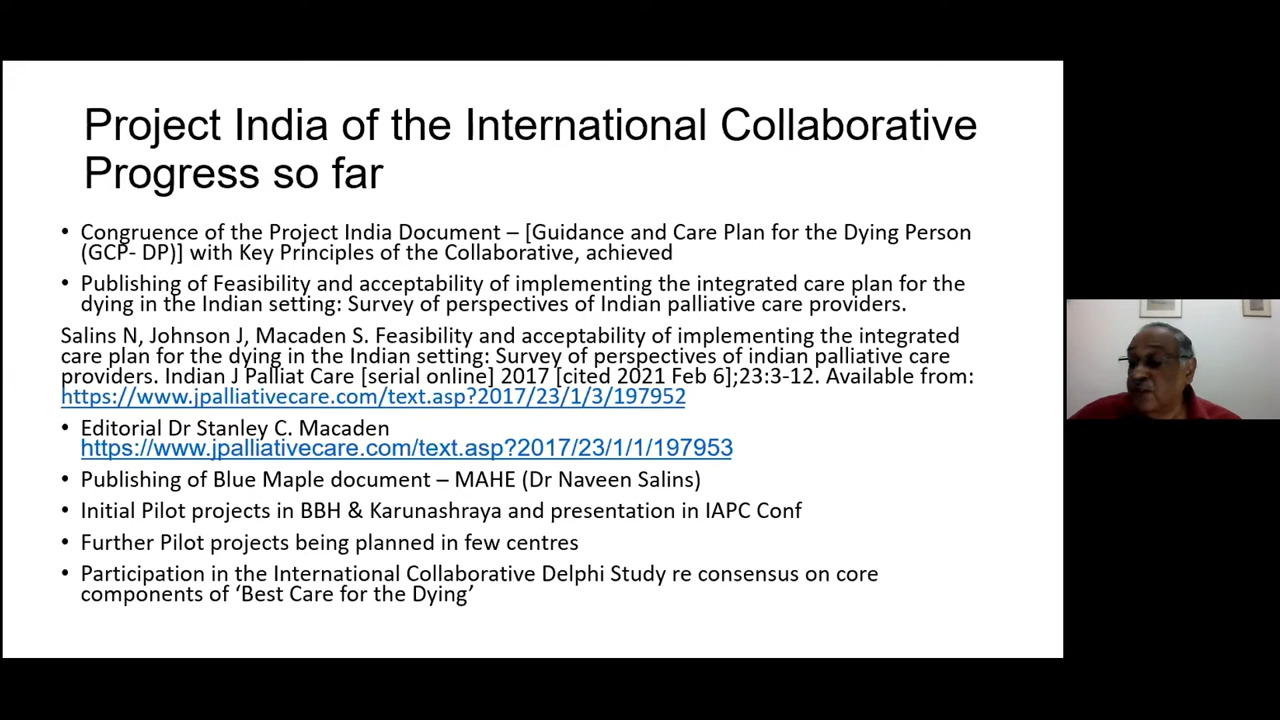 Project India of the International Collaborative
Progress so far
• Congruence of the Project India Document – [Guidance and Care Plan for the Dying Person
(GCP- DP)] with Key Principles of the Collaborative, achieved
• Publishing of Feasibility and acceptability of implementing the integrated care plan for the
dying in the Indian setting: Survey of perspectives of Indian palliative care providers.
Salins N, Johnson J, Macaden S. Feasibility and acceptability of implementing the integrated
care plan for the dying in the Indian setting: Survey of perspectives of indian palliative care
providers. Indian J Palliat Care [serial online] 2017 [cited 2021 Feb 6];23:3-12. Available from:
https://www.jpalliativecare.com/text.asp?2017/23/1/3/197952
• Editorial Dr Stanley C. Macaden
https://www.jpalliativecare.com/text.asp?2017/23/1/1/197953
• Publishing of Blue Maple document – MAHE (Dr Naveen Salins)
• Initial Pilot projects in BBH & Karunashraya and presentation in IAPC Conf
• Further Pilot projects being planned in few centres
• Participation in the International Collaborative Delphi Study re consensus on core
components of ‘Best Care for the Dying’